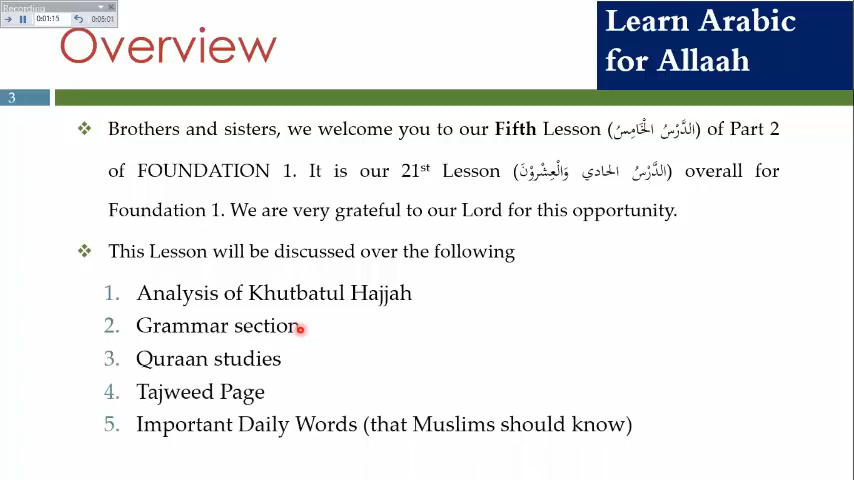 Recording
0:01:15
0:05:01
Overview
Learn Arabic
for Allaah
3
Brothers and sisters, we welcome you to our Fifth Lesson (الدَّرْسُ الْخَامِسُ) of Part 2
of FOUNDATION 1. It is our 21st Lesson (الدَّرْسُ الحادي وَالْعِشْرُوْنَ) overall for
Foundation 1. We are very grateful to our Lord for this opportunity.
This Lesson will be discussed over the following
1. Analysis of Khutbatul Hajjah
2. Grammar section
3. Quraan studies
4. Tajweed Page
5. Important Daily Words (that Muslims should know)